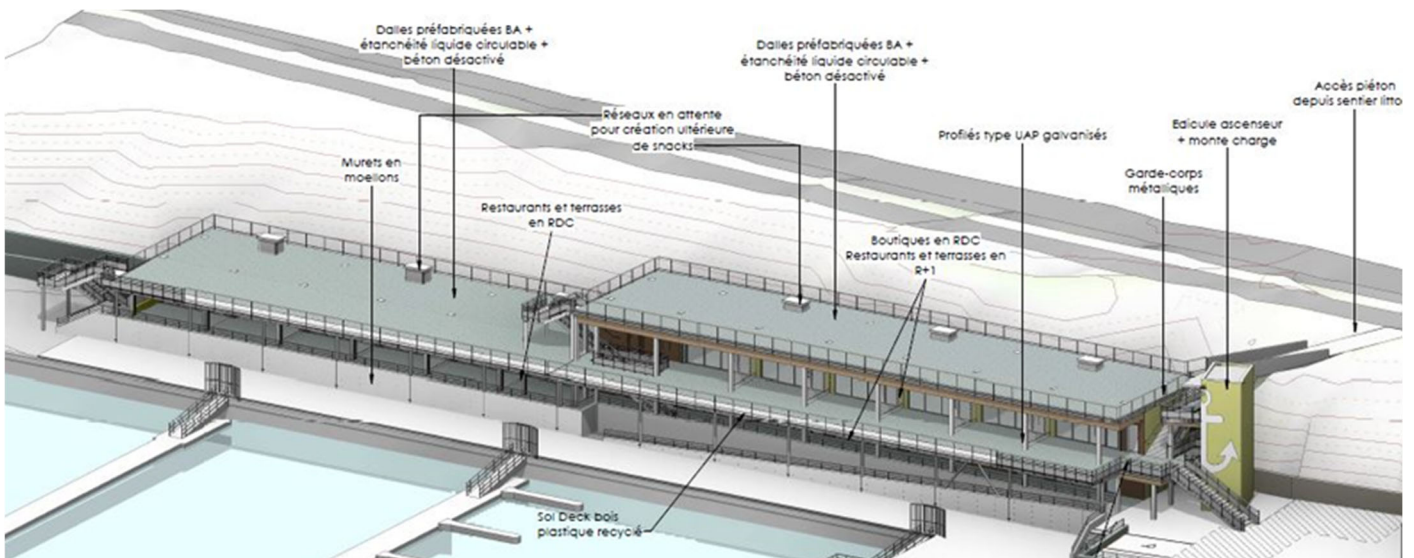 Dalles préfabriquées BA +
étanchéité liquide circulable +
béton désactivé
Dalles préfabriquées BA +
étanchéité liquide circulable +
béton désactivé
Accès piéton
depuis sentier litto
Réseaux en attente
pour création ultérieure
de snacks
Profilés type UAP galvanisés
Edicule ascenseur
+ monte charge
Murets en
moellons
Garde-corps
métalliques
Restaurants et terrasses
en RDC
Boutiques en RDC
Restaurants et terrasses en
R+1
Sol Deck bois
plastique recyclé